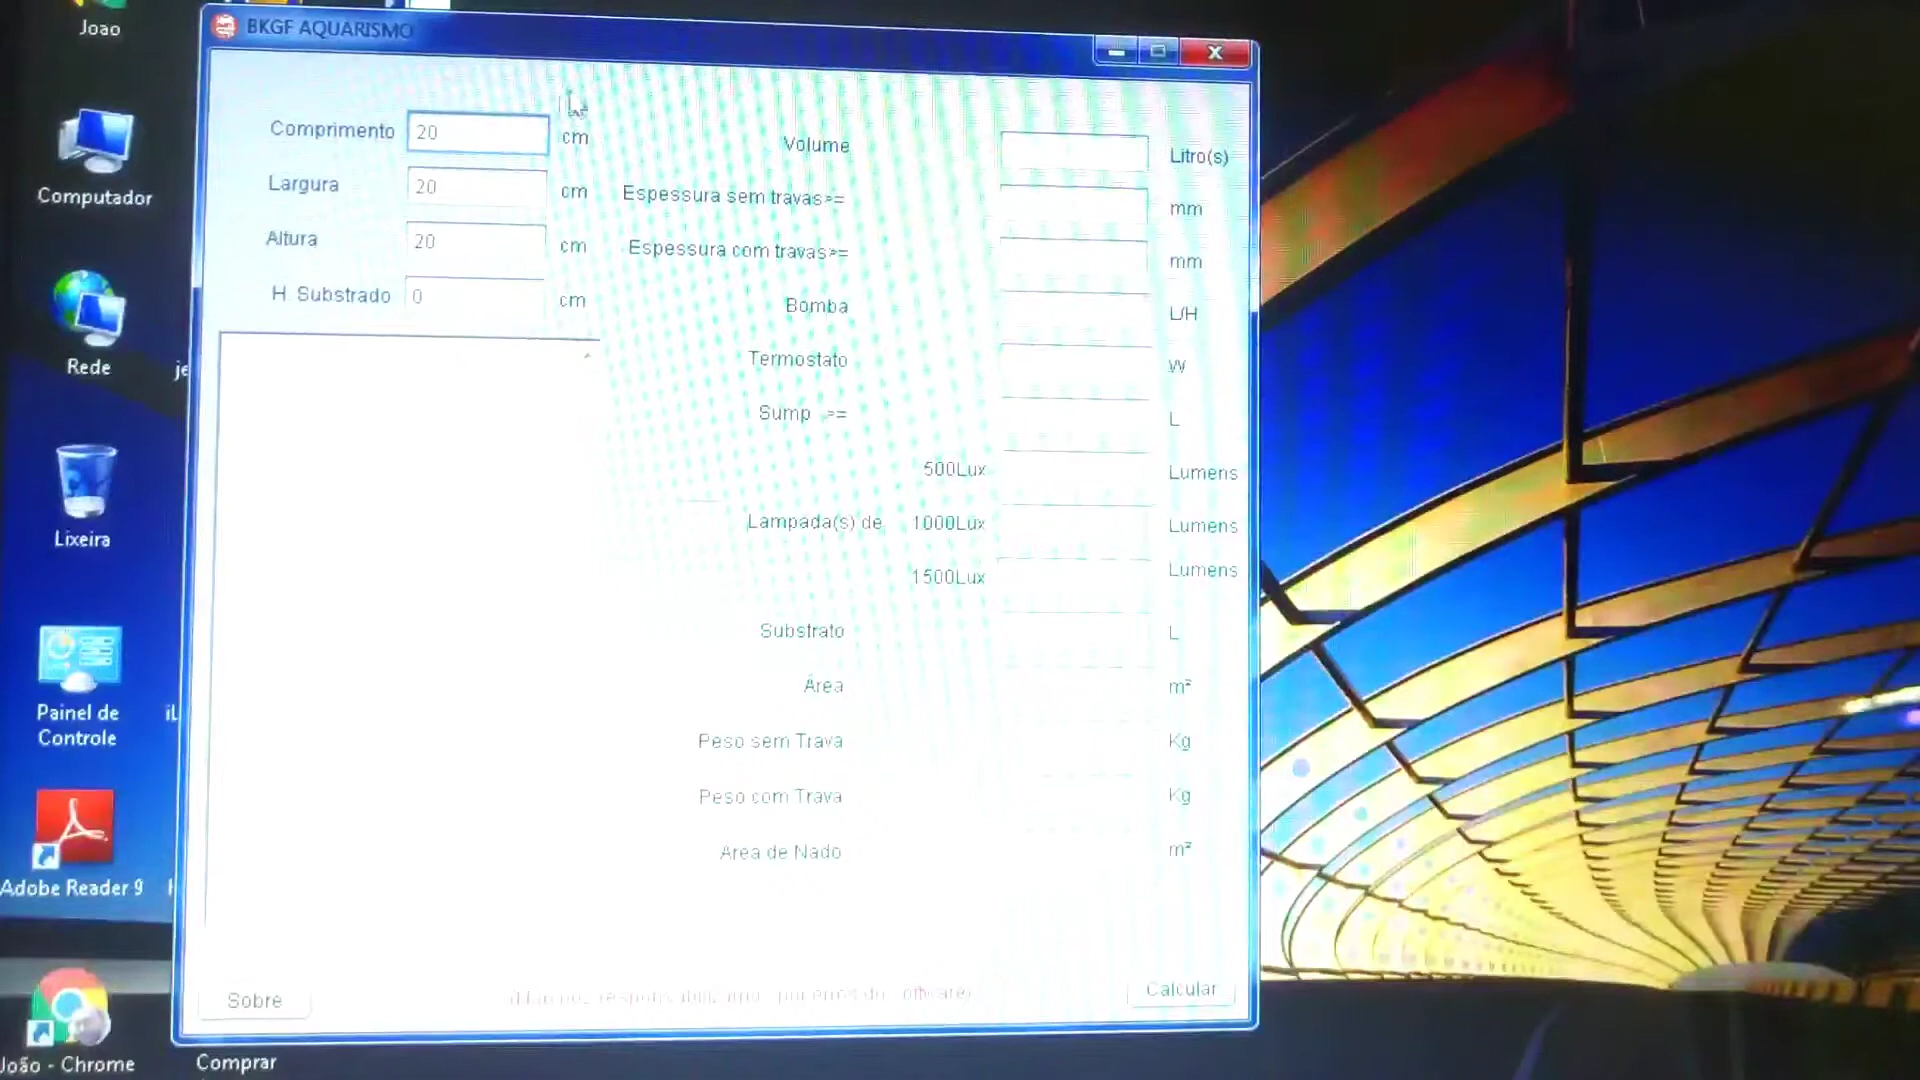 Joao
Computador
Rede
Lixeira
Painel de
Controle
Adobe Reader 9
João - Chrome
Comprar
BKGF AQUARISMO
Comprimento 20 cm
Largura 20 cm
Altura 20 cm
H. Substrado 0 cm
Volume Litro(s)
Espessura sem travas>= mm
Espessura com travas>= mm
Bomba L/H
Termostato W
Sump >= L
500Lux Lumens
Lampada(s) de 1000Lux Lumens
1500Lux Lumens
Substrato L
Área m²
Peso sem Trava Kg
Peso com Trava Kg
Area de Nado m²
Sobre
Calcular